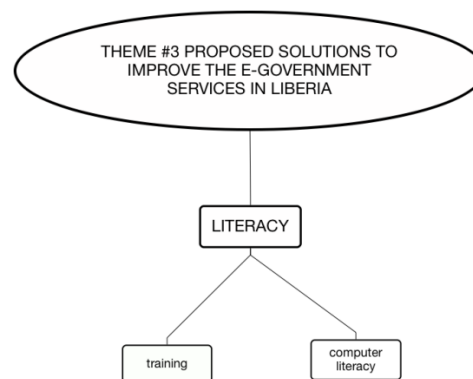 THEME #3 PROPOSED SOLUTIONS TO
IMPROVE THE E-GOVERNMENT
SERVICES IN LIBERIA
LITERACY
training
computer
literacy